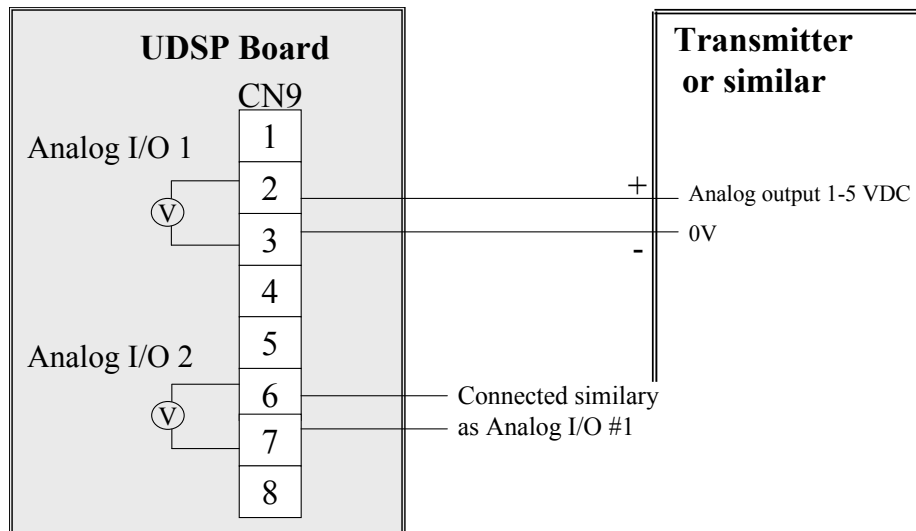 UDSP Board
CN9
Analog I/O 1
1
2
3
4
5
6
7
8
V
Analog I/O 2
V
Transmitter
or similar
+
Analog output 1-5 VDC
0V
-
Connected similary
as Analog I/O #1